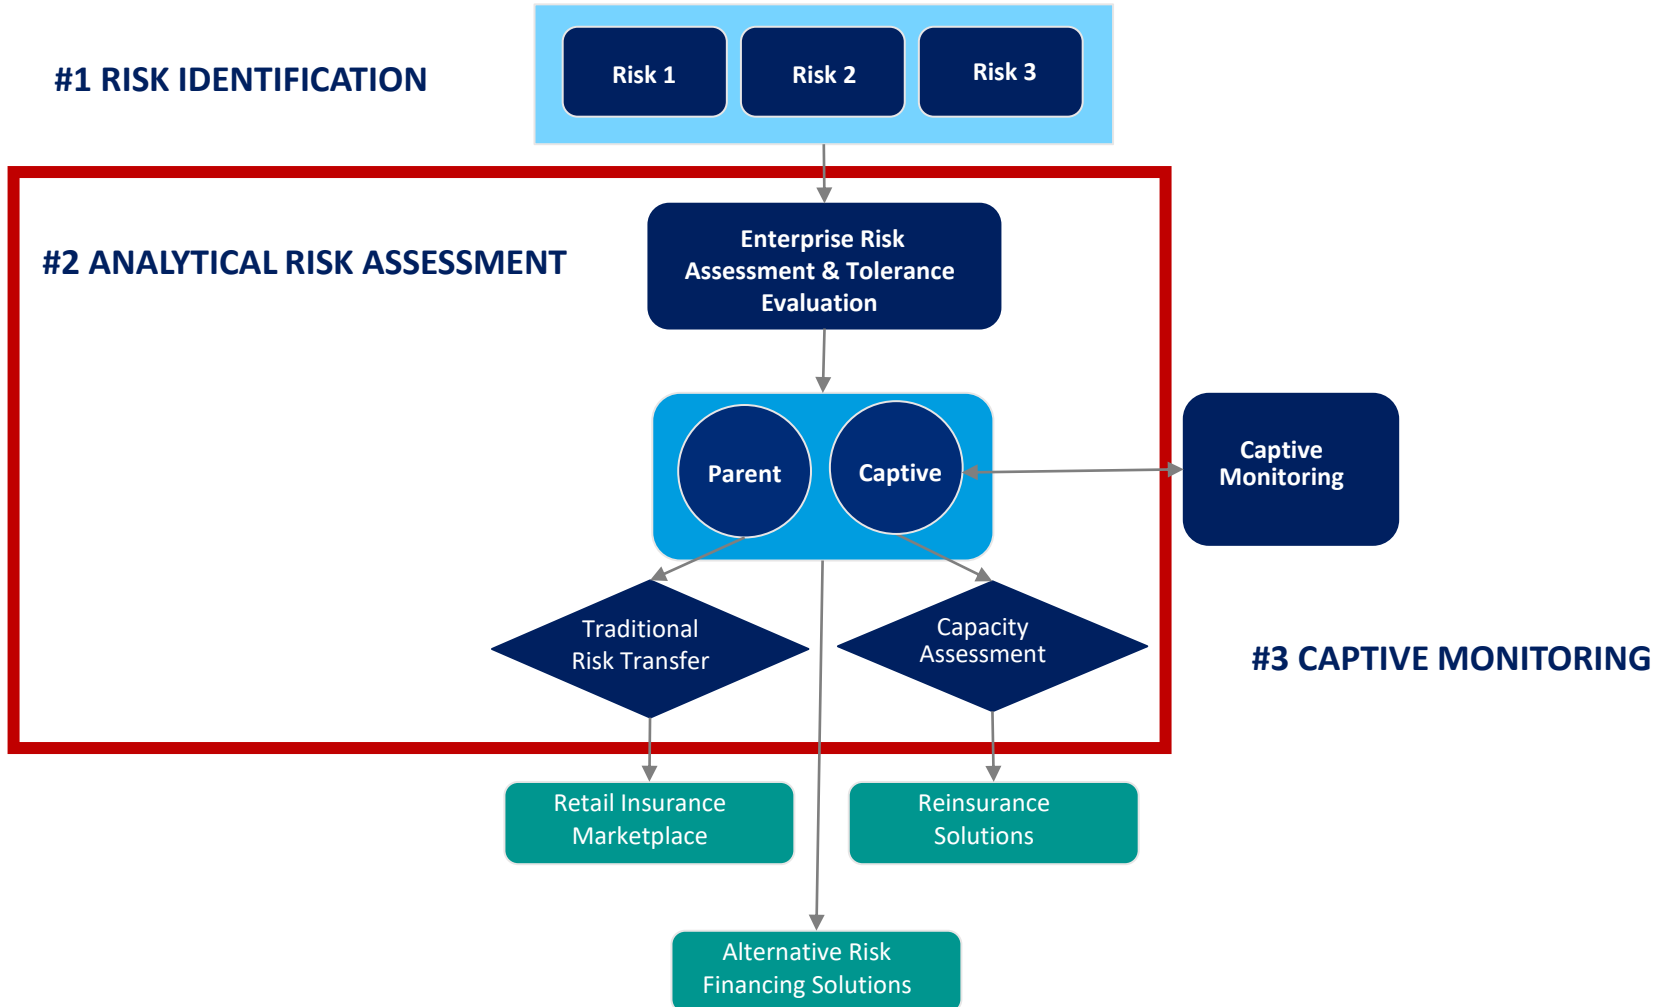 #1 RISK IDENTIFICATION
Risk 1
Risk 2
Risk 3
#2 ANALYTICAL RISK ASSESSMENT
Enterprise Risk
Assessment & Tolerance
Evaluation
Parent
Captive
Captive
Monitoring
Traditional
Risk Transfer
Capacity
Assessment
#3 CAPTIVE MONITORING
Retail Insurance
Marketplace
Reinsurance
Solutions
Alternative Risk
Financing Solutions